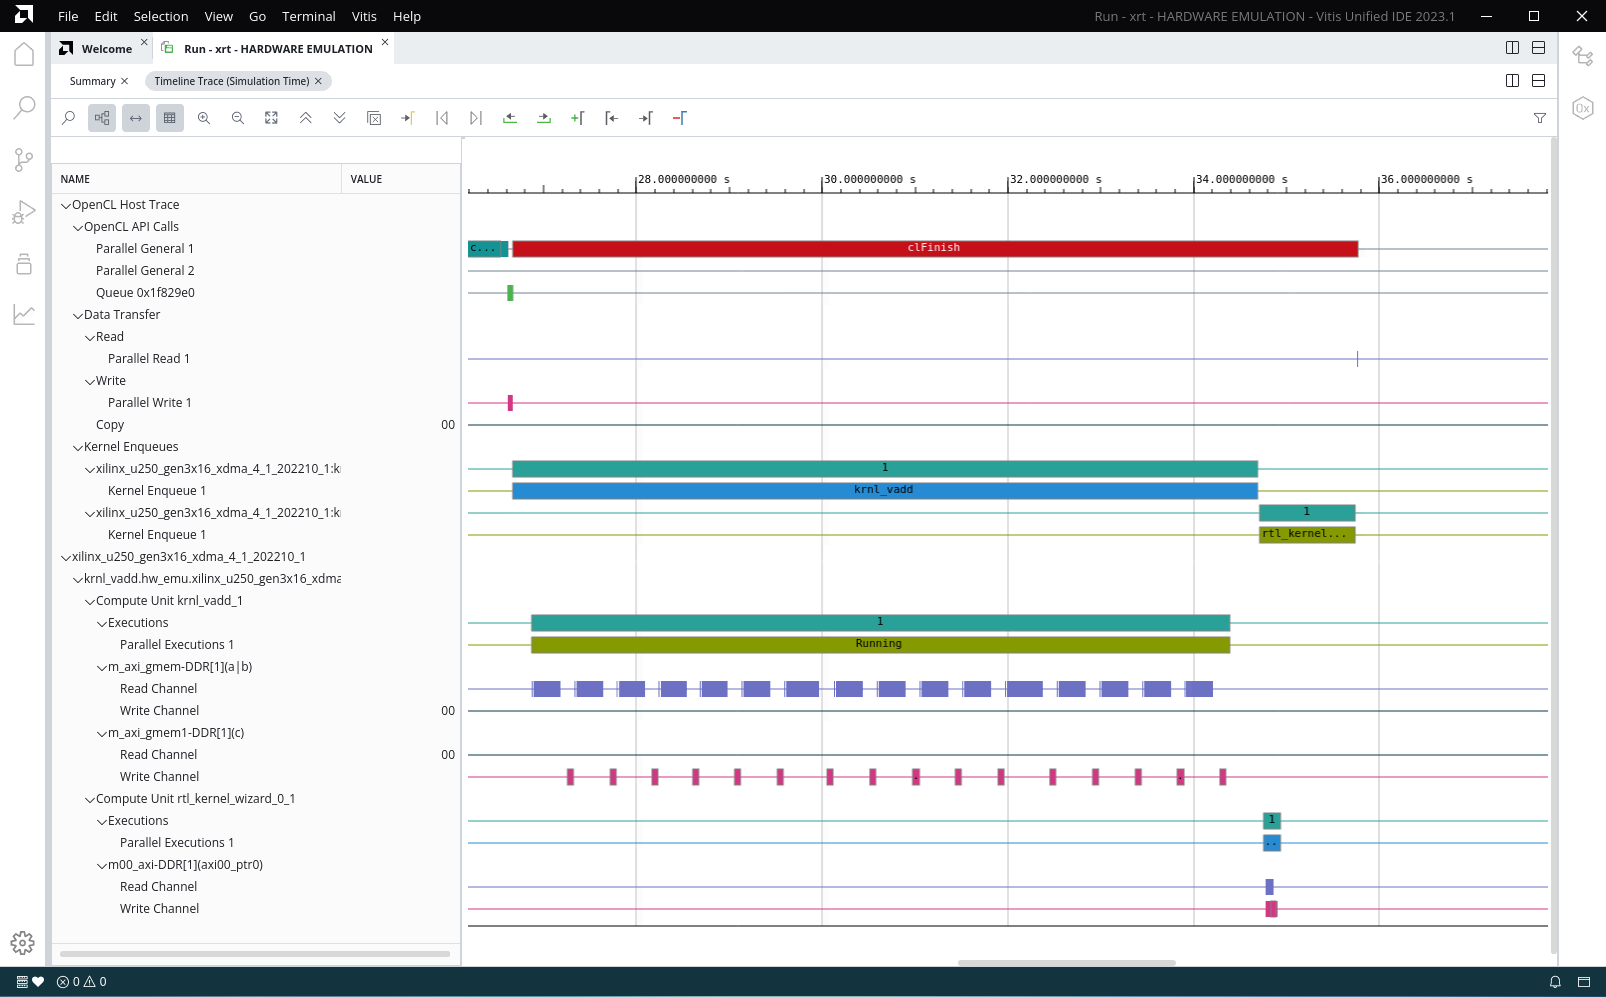 File Edit Selection View Go Terminal Vitis Help Run - xrt - HARDWARE EMULATION - Vitis Unified IDE 2023.1
Welcome Run - xrt - HARDWARE EMULATION
Summary Timeline Trace (Simulation Time)
NAME VALUE 28.000000000 s 30.000000000 s 32.000000000 s 34.000000000 s 36.000000000 s
OpenCL Host Trace
OpenCL API Calls
Parallel General 1 c... clFinish
Parallel General 2
Queue 0x1f829e0
Data Transfer
Read
Parallel Read 1
Write
Parallel Write 1
Copy 00
Kernel Enqueues
xilinx_u250_gen3x16_xdma_4_1_202210_1:k 1
Kernel Enqueue 1 krnl_vadd
xilinx_u250_gen3x16_xdma_4_1_202210_1:k 1
Kernel Enqueue 1 rtl_kernel...
xilinx_u250_gen3x16_xdma_4_1_202210_1
krnl_vadd.hw_emu.xilinx_u250_gen3x16_xdma
Compute Unit krnl_vadd_1
Executions 1
Parallel Executions 1 Running
m_axi_gmem-DDR[1](a|b)
Read Channel
Write Channel 00
m_axi_gmem1-DDR[1](c)
Read Channel 00
Write Channel
Compute Unit rtl_kernel_wizard_0_1
Executions 1
Parallel Executions 1 ..
m00_axi-DDR[1](axi00_ptr0)
Read Channel
Write Channel
0 0
0x